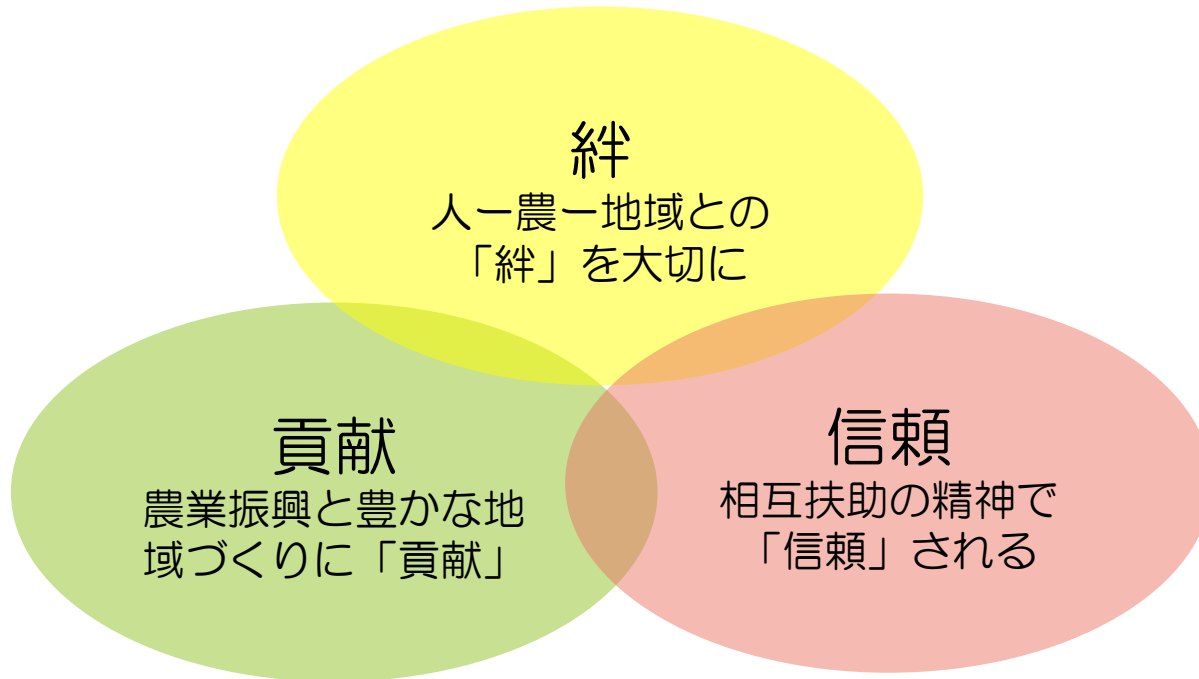 絆
人ー農ー地域との
「絆」を大切に
貢献
農業振興と豊かな地
域づくりに「貢献」
信頼
相互扶助の精神で
「信頼」される